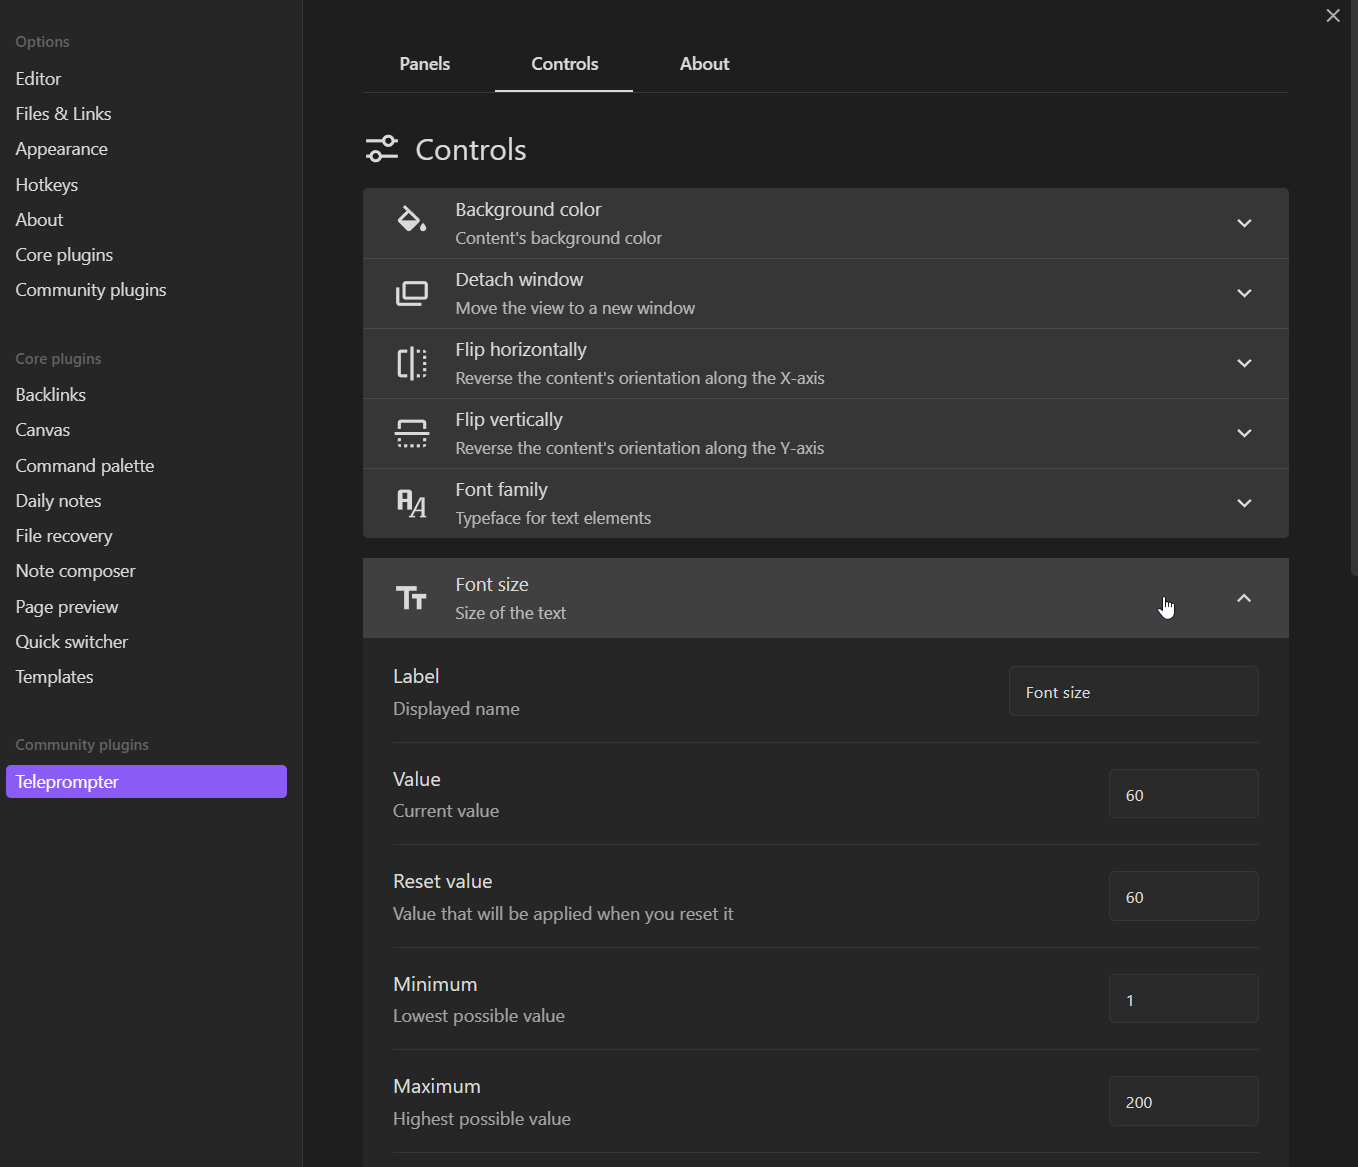 Options
Editor
Files & Links
Appearance
Hotkeys
About
Core plugins
Community plugins
Core plugins
Backlinks
Canvas
Command palette
Daily notes
File recovery
Note composer
Page preview
Quick switcher
Templates
Community plugins
Teleprompter
Panels Controls About
Controls
Background color
Content's background color
Detach window
Move the view to a new window
Flip horizontally
Reverse the content's orientation along the X-axis
Flip vertically
Reverse the content's orientation along the Y-axis
Font family
Typeface for text elements
Font size
Size of the text
Label
Displayed name
Font size
Value
Current value
60
Reset value
Value that will be applied when you reset it
60
Minimum
Lowest possible value
1
Maximum
Highest possible value
200